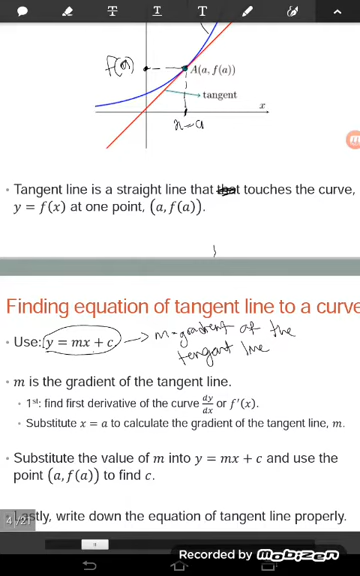 f(a)
A(a, f(a))
tangent
x
x=a
• Tangent line is a straight line that touches the curve,
y = f(x) at one point, (a, f(a)).
Finding equation of tangent line to a curve
• Use: y = mx + c → m = gradient of the
tangent line
• m is the gradient of the tangent line.
• 1st: find first derivative of the curve dy/dx or f'(x).
• Substitute x = a to calculate the gradient of the tangent line, m.
• Substitute the value of m into y = mx + c and use the
point (a, f(a)) to find c.
• Lastly, write down the equation of tangent line properly.
4 / 21
Recorded by Mobizen